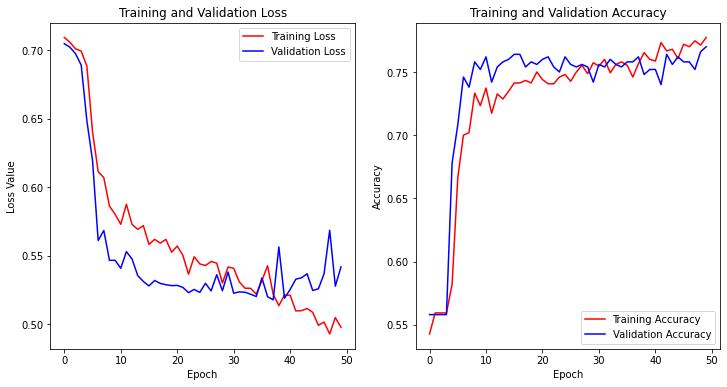 Training and Validation Loss
Training Loss
Validation Loss
0.70
0.65
0.60
0.55
0.50
Loss Value
0
10
20
30
40
50
Epoch
Training and Validation Accuracy
0.75
0.70
0.65
0.60
0.55
Accuracy
Training Accuracy
Validation Accuracy
0
10
20
30
40
50
Epoch